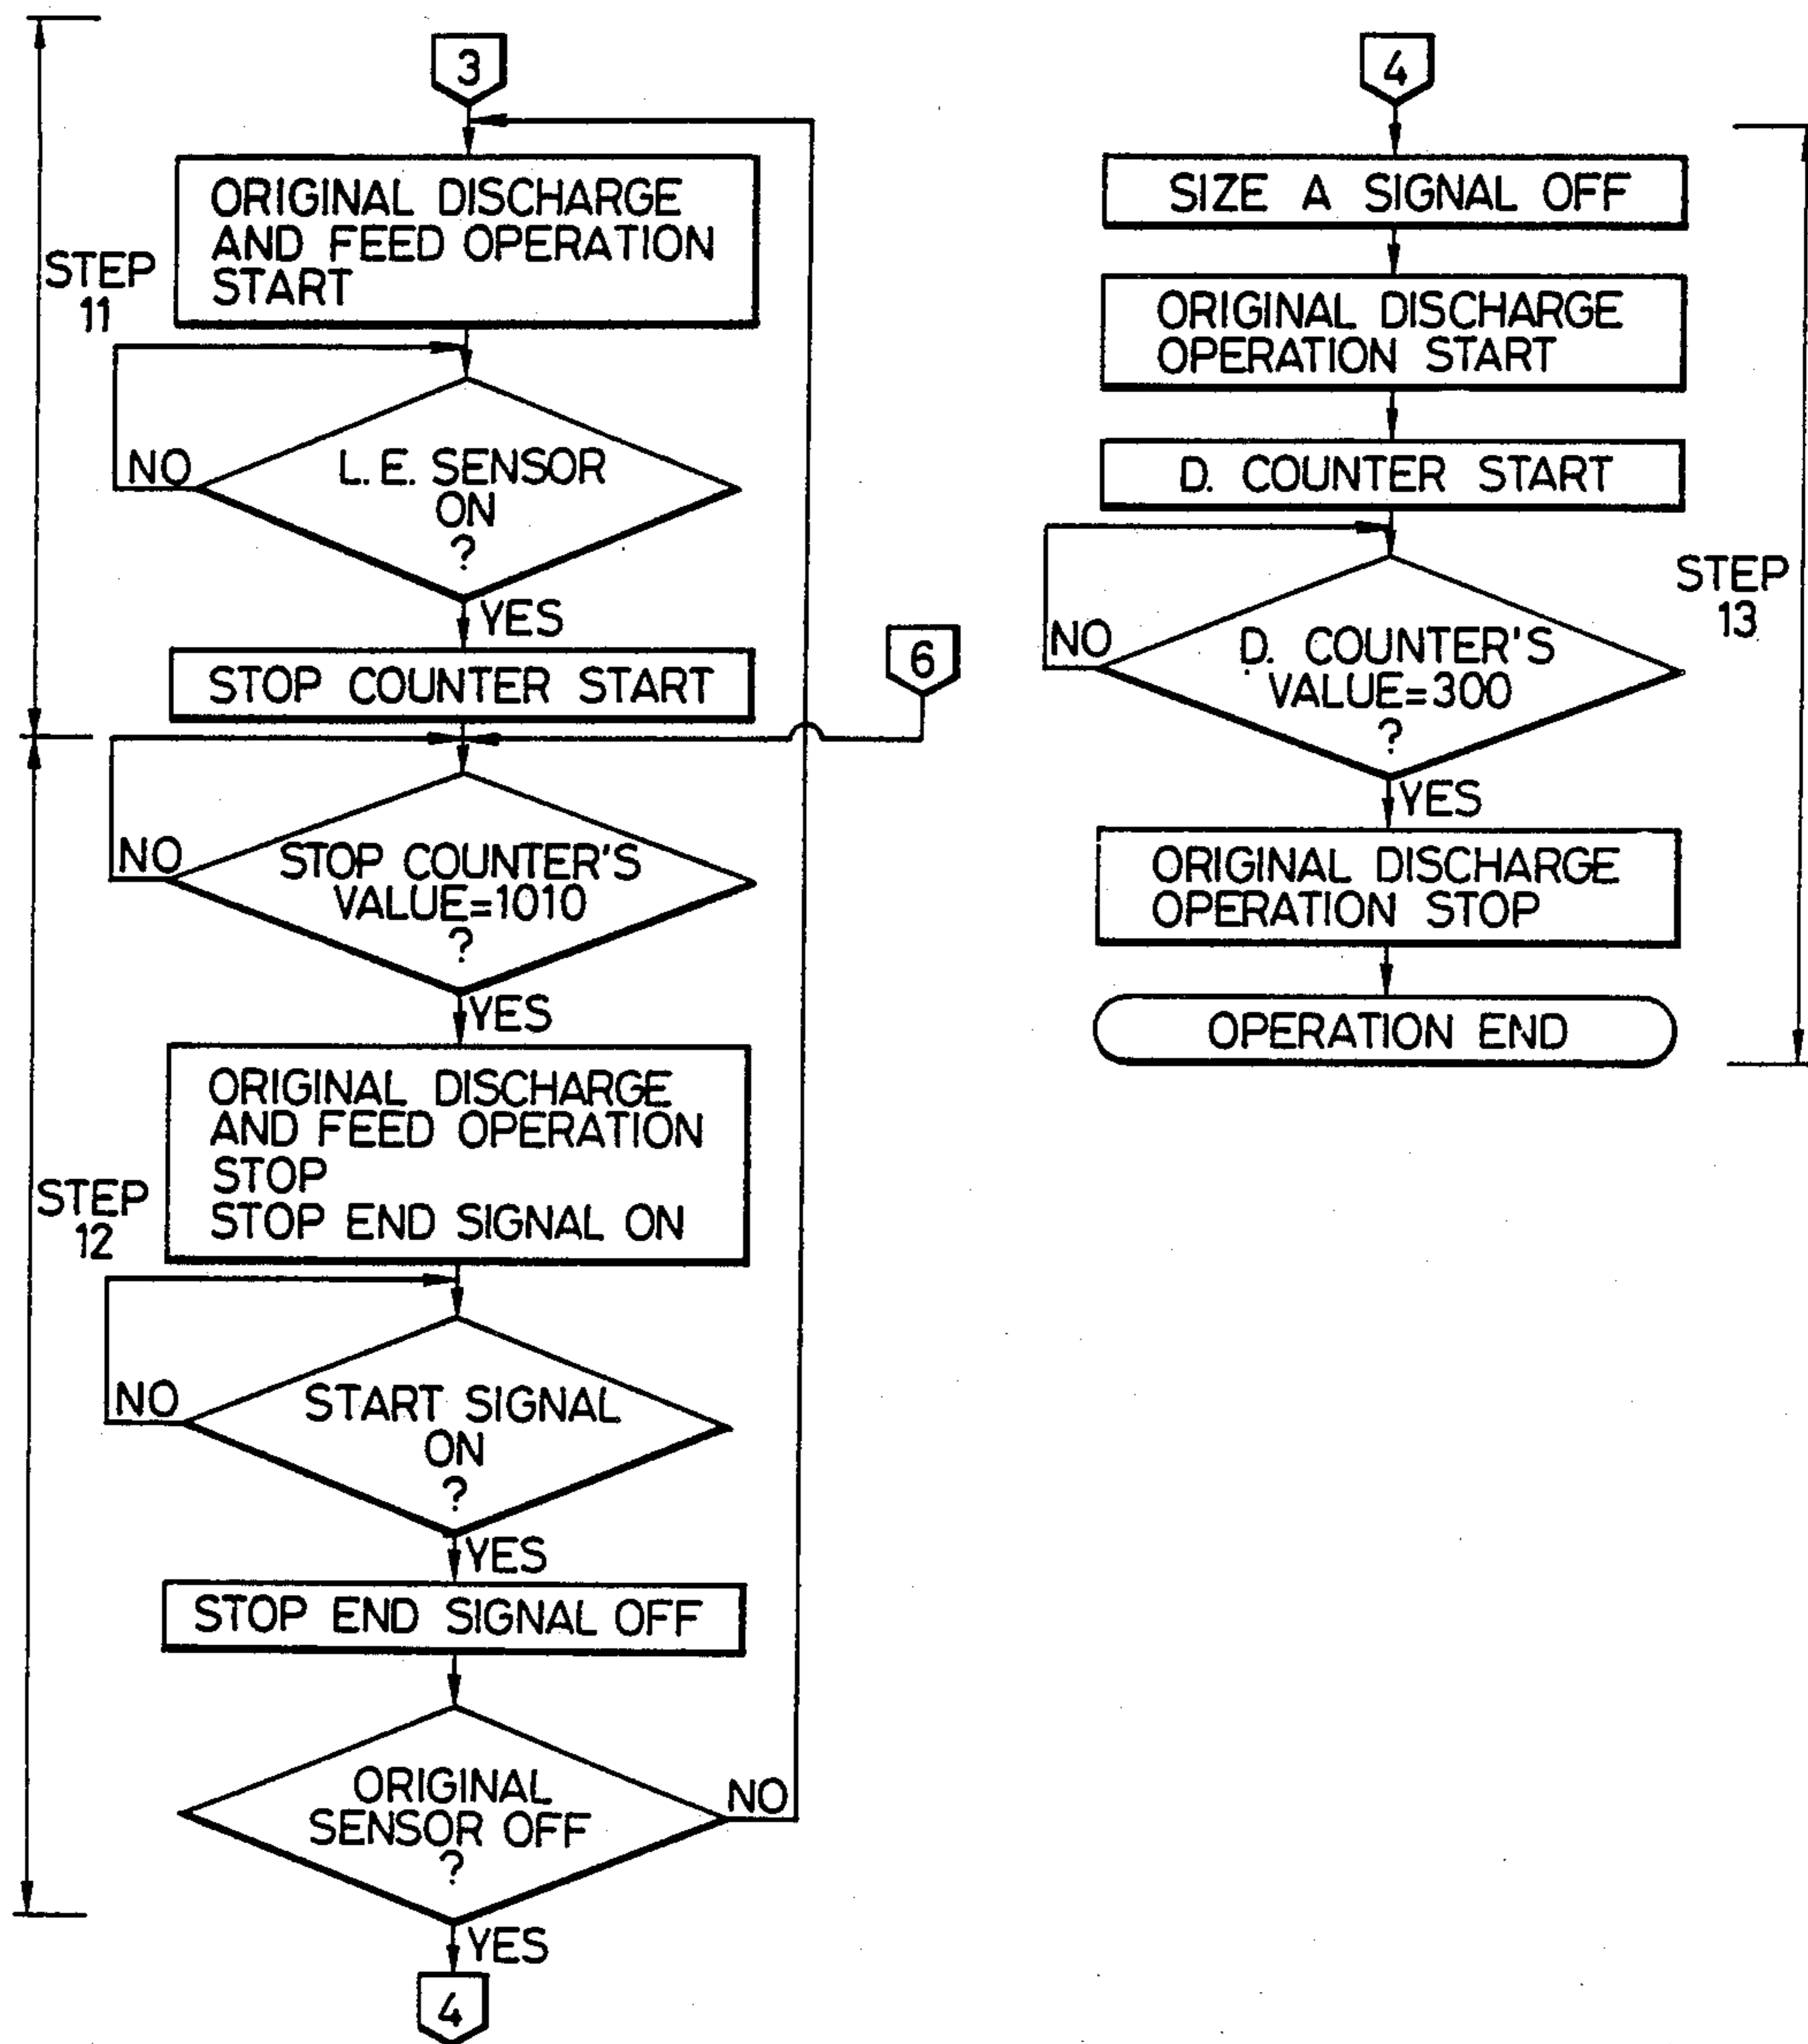 3
ORIGINAL DISCHARGE
AND FEED OPERATION
START
STEP
11
NO
L. E. SENSOR
ON
?
YES
STOP COUNTER START
6
NO
STOP COUNTER'S
VALUE=1010
?
YES
ORIGINAL DISCHARGE
AND FEED OPERATION
STOP
STOP END SIGNAL ON
STEP
12
NO
START SIGNAL
ON
?
YES
STOP END SIGNAL OFF
ORIGINAL
SENSOR OFF
?
NO
YES
4
4
SIZE A SIGNAL OFF
ORIGINAL DISCHARGE
OPERATION START
D. COUNTER START
STEP
13
NO
D. COUNTER'S
VALUE=300
?
YES
ORIGINAL DISCHARGE
OPERATION STOP
OPERATION END